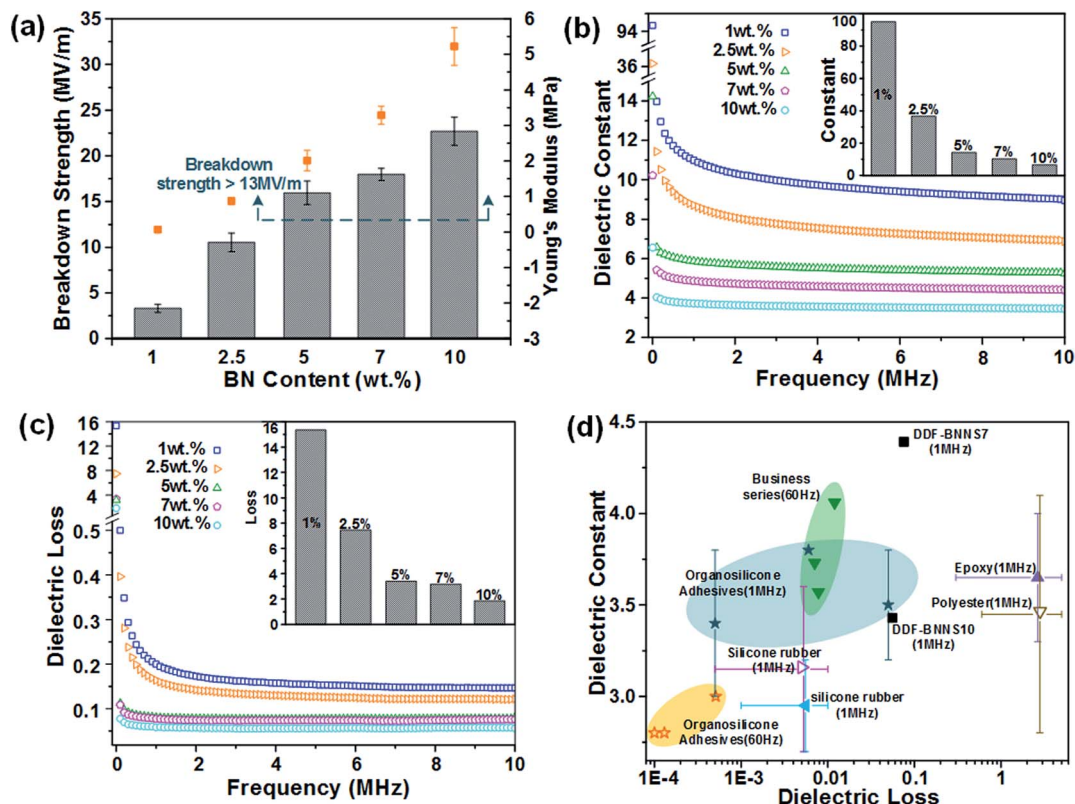 (a)
Breakdown Strength (MV/m)
35
30
25
20
15
10
5
0
Breakdown
strength > 13MV/m
6
5
4
3
2
1
0
-1
-2
-3
Young's Modulus (MPa)
1 2.5 5 7 10
BN Content (wt.%)
(b)
Dielectric Constant
94
36
14
12
10
8
6
4
2
1wt.%
2.5wt.%
5wt.%
7wt.%
10wt.%
Constant
100
80
60
40
20
0
1%
2.5%
5%
7%
10%
0 2 4 6 8 10
Frequency (MHz)
(c)
Dielectric Loss
16
12
8
4
0.5
0.4
0.3
0.2
0.1
1wt.%
2.5wt.%
5wt.%
7wt.%
10wt.%
Loss
16
14
12
10
8
6
4
2
0
1%
2.5%
5%
7%
10%
0 2 4 6 8 10
Frequency (MHz)
(d)
Dielectric Constant
4.5
4.0
3.5
3.0
DDF-BNNS7
(1MHz)
Business
series(60Hz)
Organosilicone
Adhesives(1MHz)
Epoxy(1MHz)
Polyester(1MHz)
DDF-BNNS10
(1MHz)
Silicone rubber
(1MHz)
silicone rubber
(1MHz)
Organosilicone
Adhesives(60Hz)
1E-4 1E-3 0.01 0.1 1
Dielectric Loss